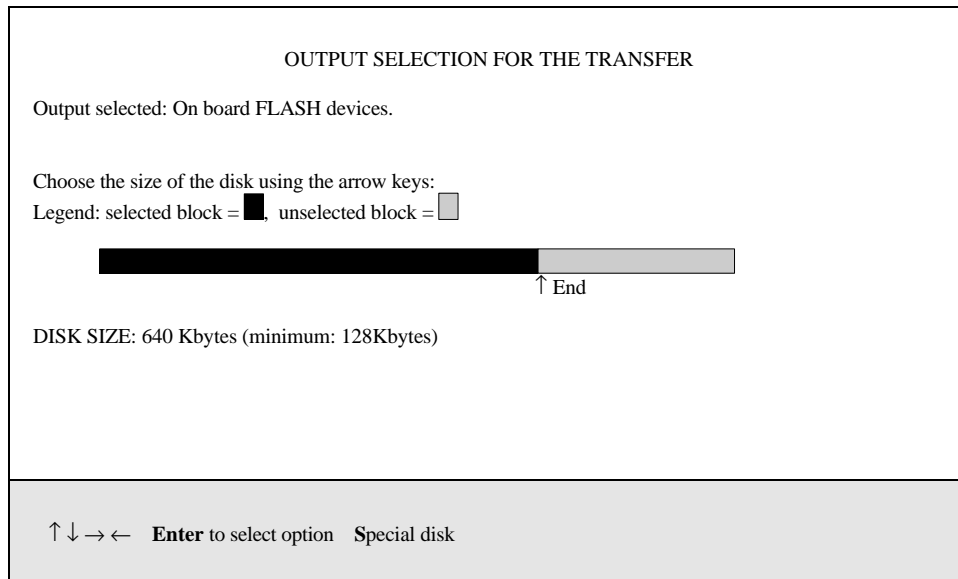 OUTPUT SELECTION FOR THE TRANSFER
Output selected: On board FLASH devices.
Choose the size of the disk using the arrow keys:
Legend: selected block = , unselected block =
↑ End
DISK SIZE: 640 Kbytes (minimum: 128Kbytes)
↑ ↓ → ← Enter to select option Special disk